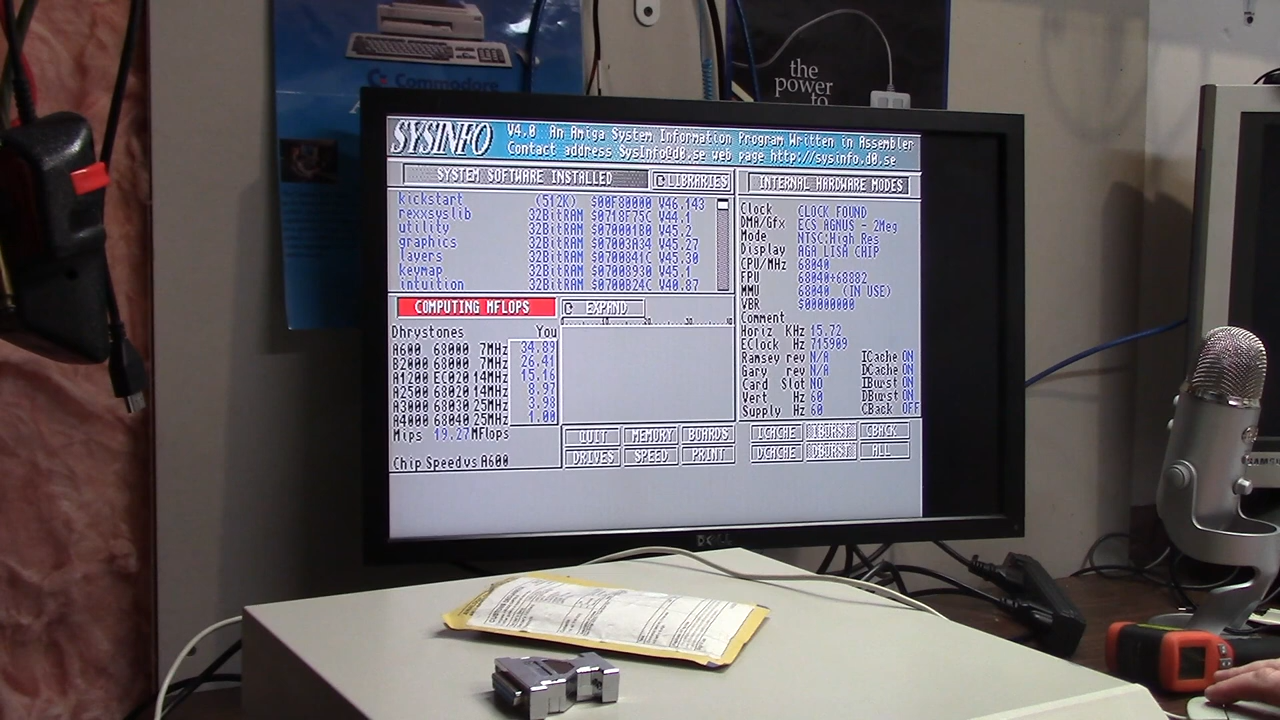 Commodore
the
power
to
SYSINFO
V4.0 An Amiga System Information Program Written in Assembler
Contact address SysInfo@d0.se web page http://sysinfo.d0.se
SYSTEM SOFTWARE INSTALLED
LIBRARIES
INTERNAL HARDWARE MODES
kickstart (512K) $00F80000 V46.143
rexxsyslib 32BitRAM $0718F75C V44.1
utility 32BitRAM $070001B0 V45.2
graphics 32BitRAM $07003A34 V45.27
layers 32BitRAM $0700841C V45.30
keymap 32BitRAM $07008930 V45.1
intuition 32BitRAM $0700B24C V40.87
Clock CLOCK FOUND
DMA/Gfx ECS AGNUS - 2Meg
Mode NTSC:High Res
Display AGA LISA CHIP
CPU/MHz 68040
FPU 68040+68882
MMU 68040 (IN USE)
VBR $00000000
Comment
Horiz KHz 15.72
EClock Hz 715909
Ramsey rev N/A ICache ON
Gary rev N/A DCache ON
Card Slot NO IBurst ON
Vert Hz 60 DBurst ON
Supply Hz 60 CBack OFF
COMPUTING MFLOPS
EXPAND
Dhrystones You
A600 68000 7MHz 34.89
B2000 68000 7MHz 26.41
A1200 EC020 14MHz 15.16
A2500 68020 14MHz 8.97
A3000 68030 25MHz 3.98
A4000 68040 25MHz 1.00
Mips 19.27 MFlops
Chip Speed vs A600
QUIT MEMORY BOARDS
DRIVES SPEED PRINT
ICACHE IBURST CBACK
DCACHE DBURST ALL
DELL